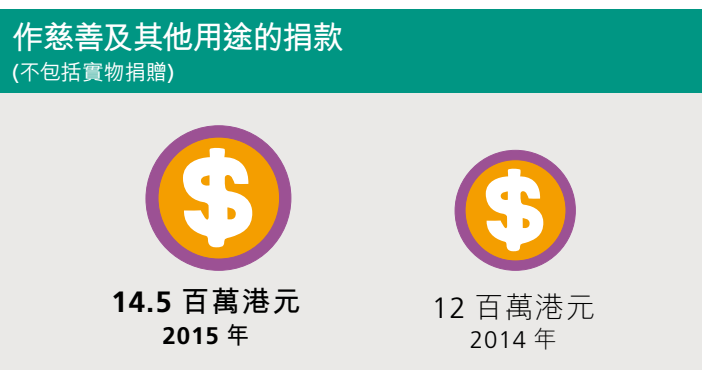 作慈善及其他用途的捐款
(不包括實物捐贈)
$
$
14.5 百萬港元
2015 年
12 百萬港元
2014 年